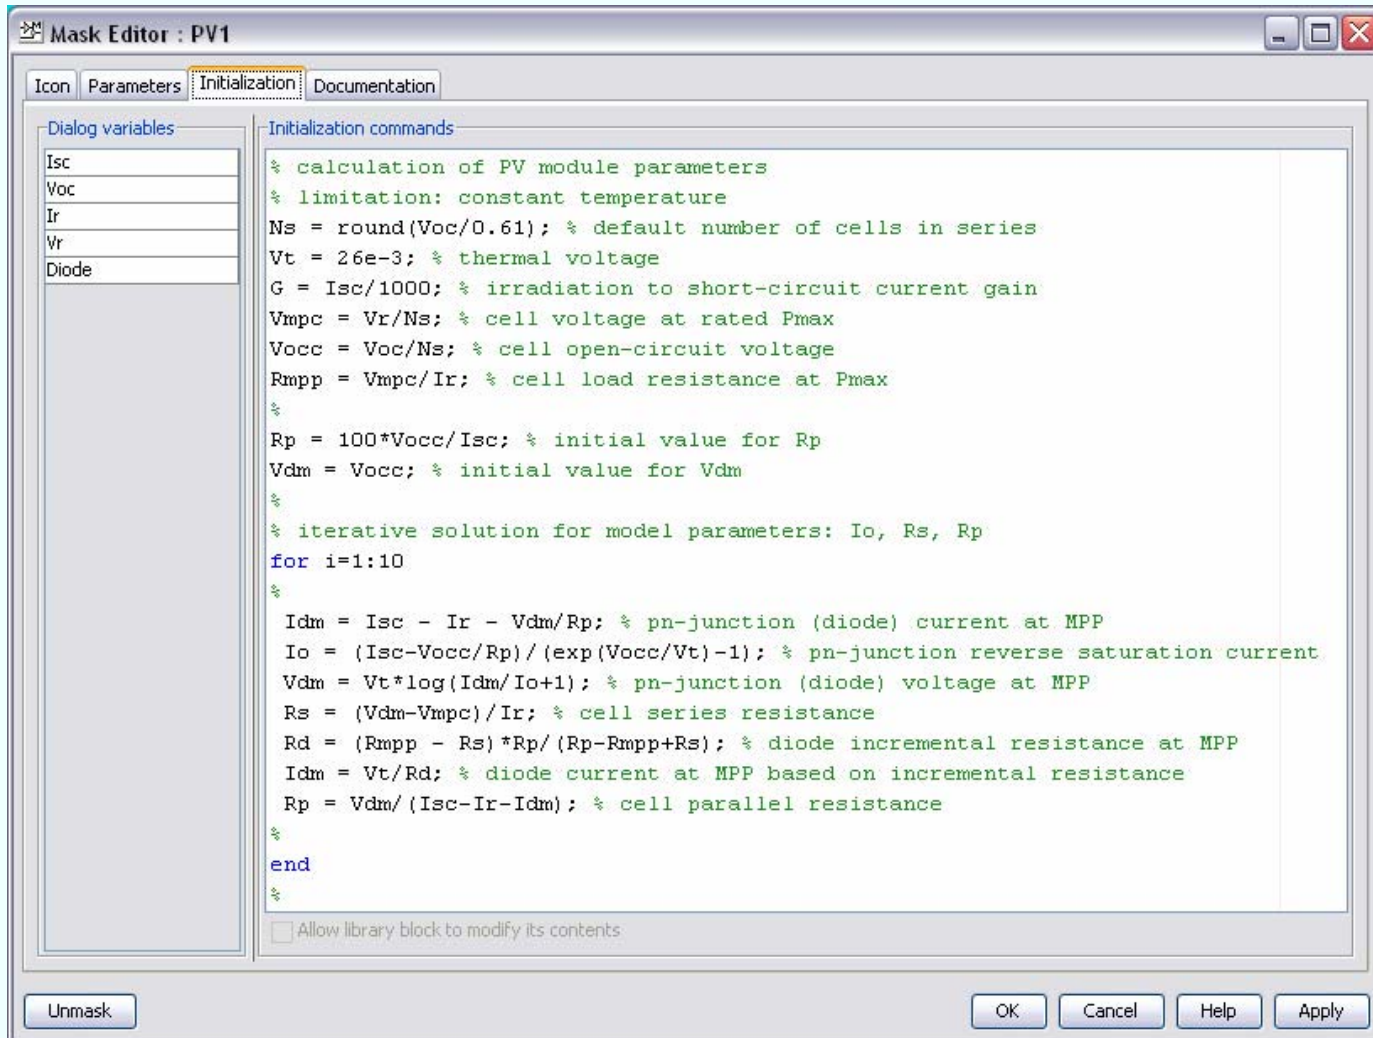 Mask Editor : PV1
Icon Parameters Initialization Documentation
Dialog variables
Isc
Voc
Ir
Vr
Diode
Initialization commands
% calculation of PV module parameters
% limitation: constant temperature
Ns = round(Voc/0.61); % default number of cells in series
Vt = 26e-3; % thermal voltage
G = Isc/1000; % irradiation to short-circuit current gain
Vmpc = Vr/Ns; % cell voltage at rated Pmax
Vocc = Voc/Ns; % cell open-circuit voltage
Rmpp = Vmpc/Ir; % cell load resistance at Pmax
%
Rp = 100*Vocc/Isc; % initial value for Rp
Vdm = Vocc; % initial value for Vdm
%
% iterative solution for model parameters: Io, Rs, Rp
for i=1:10
%
Idm = Isc - Ir - Vdm/Rp; % pn-junction (diode) current at MPP
Io = (Isc-Vocc/Rp)/(exp(Vocc/Vt)-1); % pn-junction reverse saturation current
Vdm = Vt*log(Idm/Io+1); % pn-junction (diode) voltage at MPP
Rs = (Vdm-Vmpc)/Ir; % cell series resistance
Rd = (Rmpp - Rs)*Rp/(Rp-Rmpp+Rs); % diode incremental resistance at MPP
Idm = Vt/Rd; % diode current at MPP based on incremental resistance
Rp = Vdm/(Isc-Ir-Idm); % cell parallel resistance
%
end
%
Allow library block to modify its contents
Unmask OK Cancel Help Apply